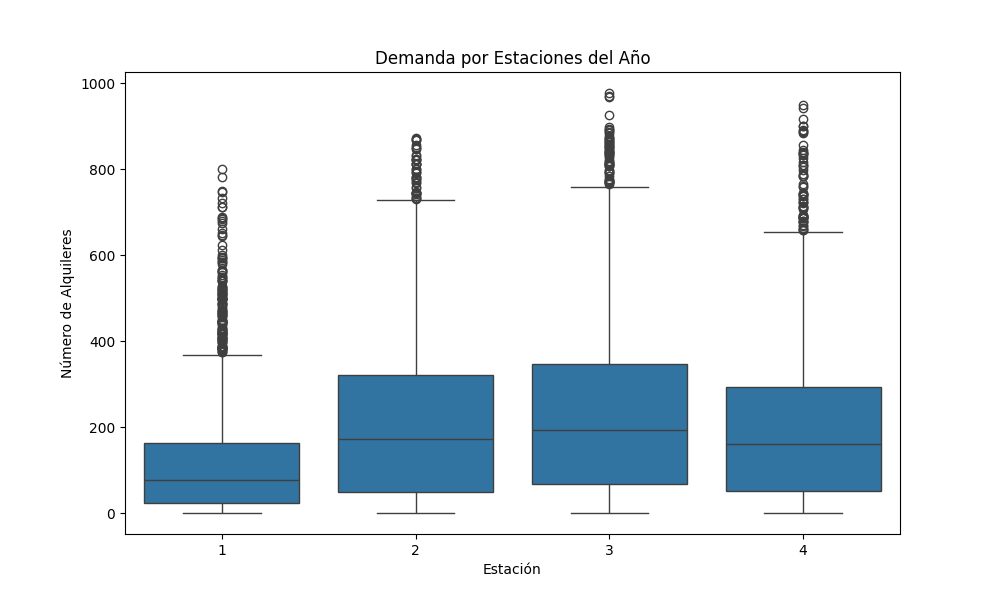 Demanda por Estaciones del Año
Número de Alquileres
1000
800
600
400
200
0
1 2 3 4
Estación